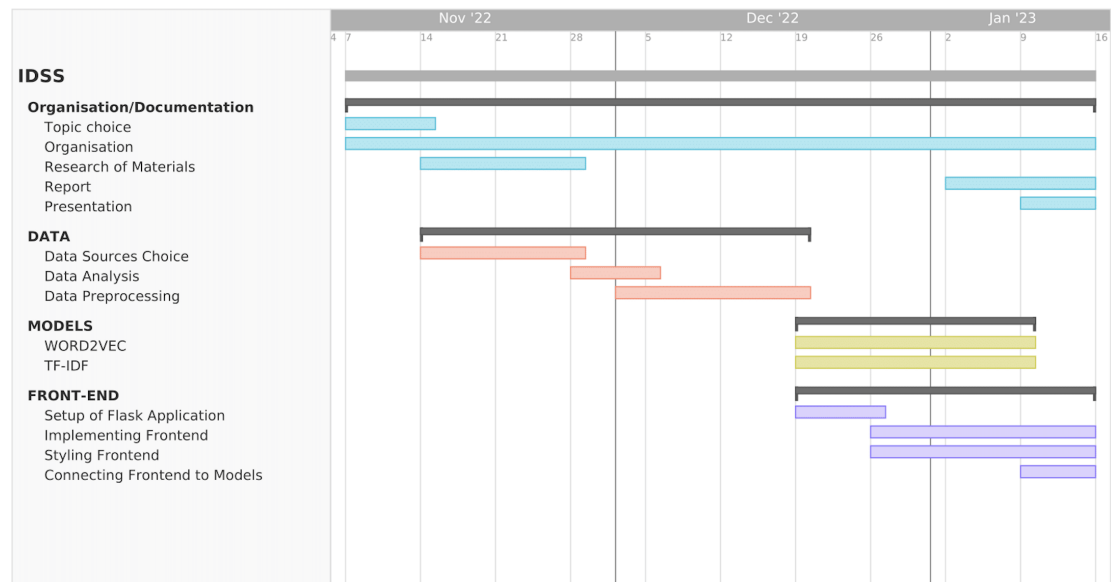 Nov '22 Dec '22 Jan '23
4 7 14 21 28 5 12 19 26 2 9 16
IDSS
Organisation/Documentation
Topic choice
Organisation
Research of Materials
Report
Presentation
DATA
Data Sources Choice
Data Analysis
Data Preprocessing
MODELS
WORD2VEC
TF-IDF
FRONT-END
Setup of Flask Application
Implementing Frontend
Styling Frontend
Connecting Frontend to Models